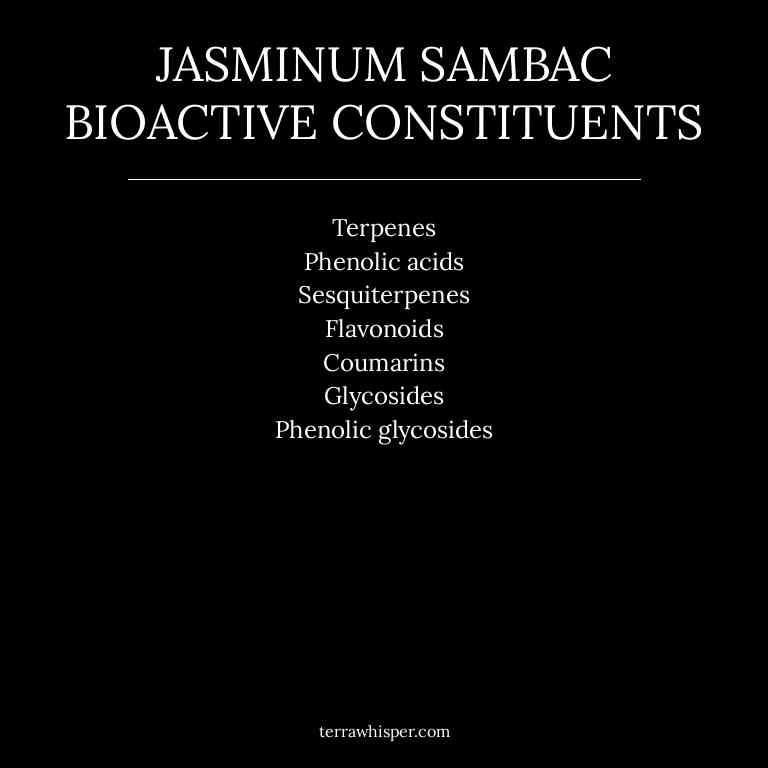 JASMINUM SAMBAC
BIOACTIVE CONSTITUENTS
Terpenes
Phenolic acids
Sesquiterpenes
Flavonoids
Coumarins
Glycosides
Phenolic glycosides
terrawhisper.com